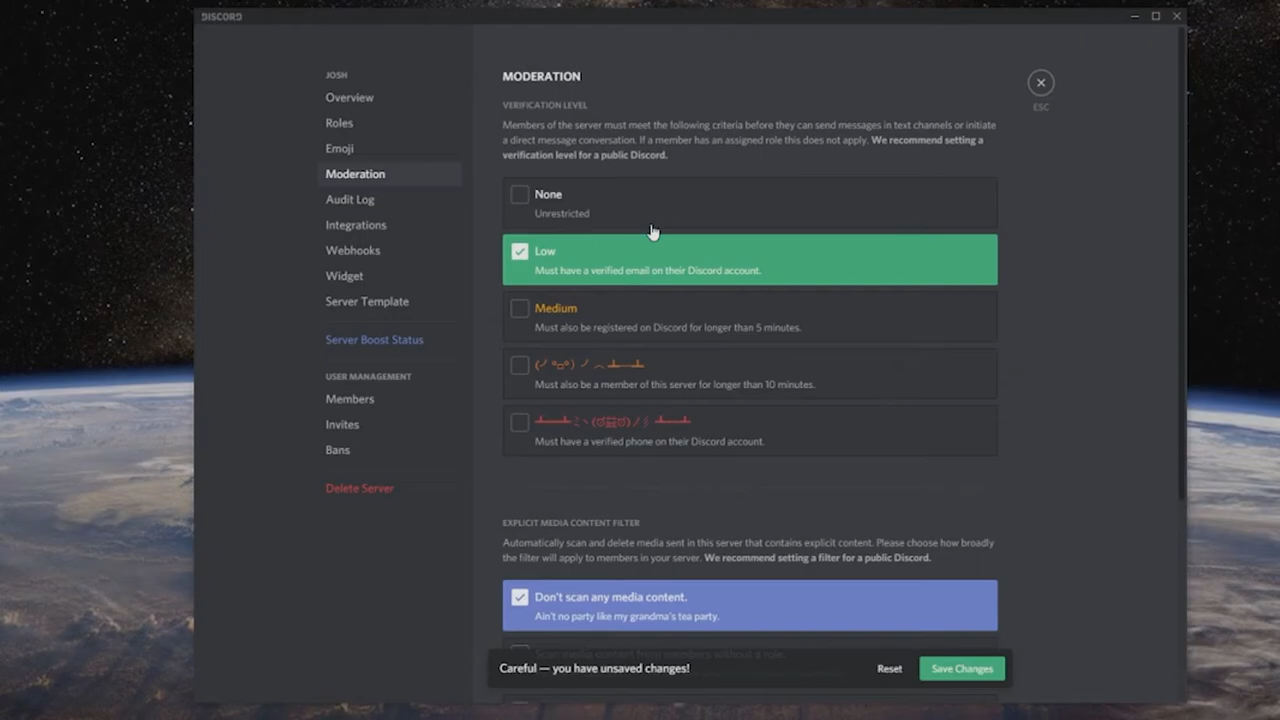 DISCORD
JOSH
Overview
Roles
Emoji
Moderation
Audit Log
Integrations
Webhooks
Widget
Server Template
Server Boost Status
USER MANAGEMENT
Members
Invites
Bans
Delete Server
MODERATION
ESC
VERIFICATION LEVEL
Members of the server must meet the following criteria before they can send messages in text channels or initiate
a direct message conversation. If a member has an assigned role this does not apply. We recommend setting a
verification level for a public Discord.
None
Unrestricted
Low
Must have a verified email on their Discord account.
Medium
Must also be registered on Discord for longer than 5 minutes.
(╯°□°）╯︵ ┻━┻
Must also be a member of this server for longer than 10 minutes.
Must have a verified phone on their Discord account.
EXPLICIT MEDIA CONTENT FILTER
Automatically scan and delete media sent in this server that contains explicit content. Please choose how broadly
the filter will apply to members in your server. We recommend setting a filter for a public Discord.
Don't scan any media content.
Ain't no party like my grandma's tea party.
Scan media content from members without a role.
Careful — you have unsaved changes!
Reset
Save Changes